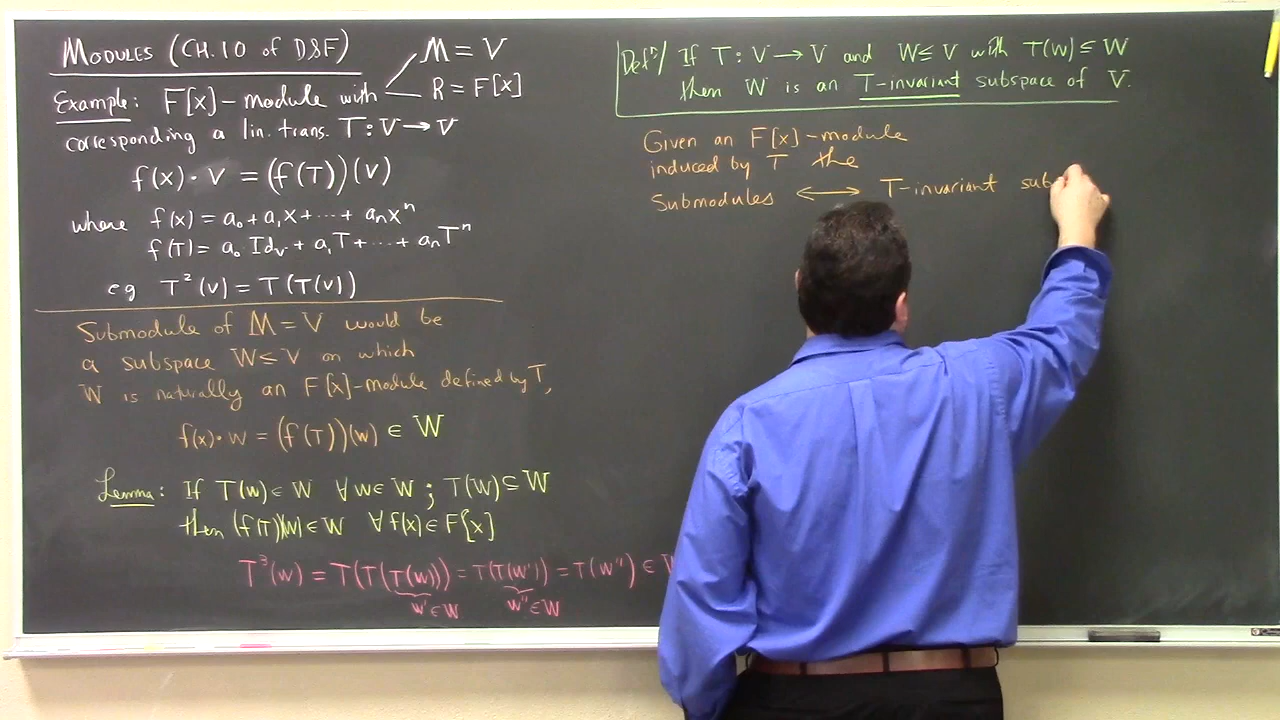 MODULES (CH. 10 of D&F)
M = V
R = F[x]
Example: F[x]-module with
corresponding a lin. trans. T: V → V
f(x) · v = (f(T))(v)
where f(x) = a₀ + a₁x + ··· + aₙxⁿ
f(T) = a₀ Id_V + a₁T + ··· + aₙTⁿ
eg T²(v) = T(T(v))
Submodule of M = V would be
a subspace W ≤ V on which
W is naturally an F[x]-module defined by T,
f(x) · w = (f(T))(w) ∈ W
Lemma: If T(w) ∈ W ∀ w ∈ W ; T(W) ⊆ W
then (f(T))(w) ∈ W ∀ f(x) ∈ F[x]
T³(w) = T(T(T(w))) = T(T(w')) = T(w'') ∈ W
w' ∈ W
w'' ∈ W
Defⁿ/ If T: V → V and W ≤ V with T(W) ⊆ W
then W is an T-invariant subspace of V.
Given an F[x]-module
induced by T the
Submodules ⟷ T-invariant sub